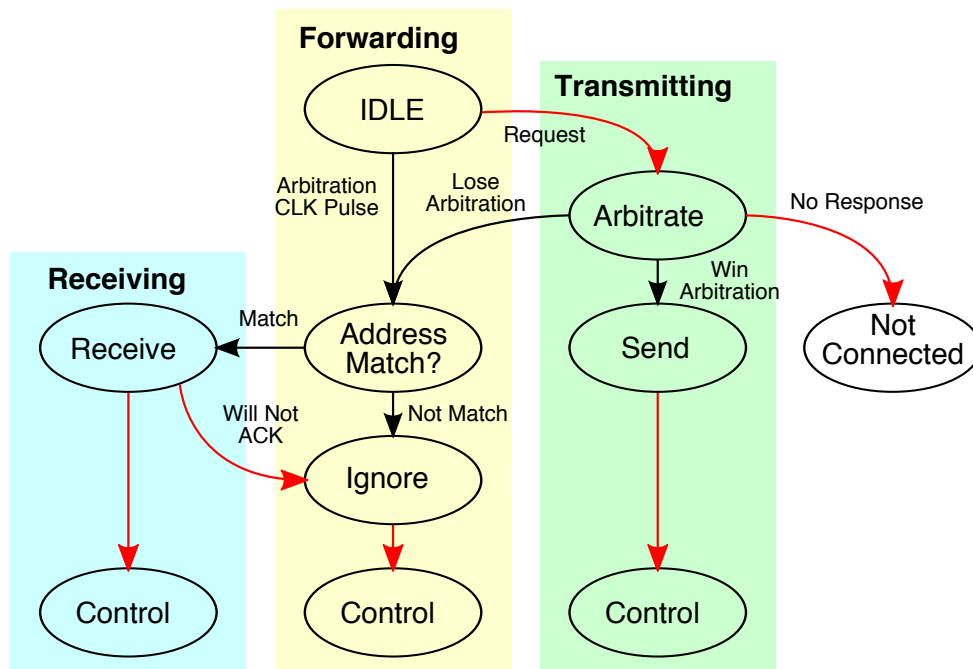 Forwarding
IDLE
Transmitting
Request
Arbitration
CLK Pulse
Lose
Arbitration
Arbitrate
No Response
Receiving
Win
Arbitration
Match
Receive
Address
Match?
Send
Not
Connected
Will Not
ACK
Not Match
Ignore
Control
Control
Control